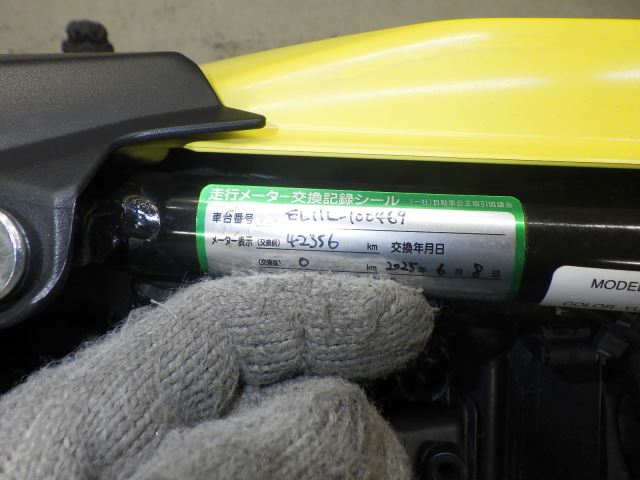 走行メーター交換記録シール (一社)自動車公正取引協議会
車台番号 EL11L-100469
メーター表示 (交換前) 42356 km 交換年月日
(交換後) 0 km 2025年 6月 8日
MODE
COLOR